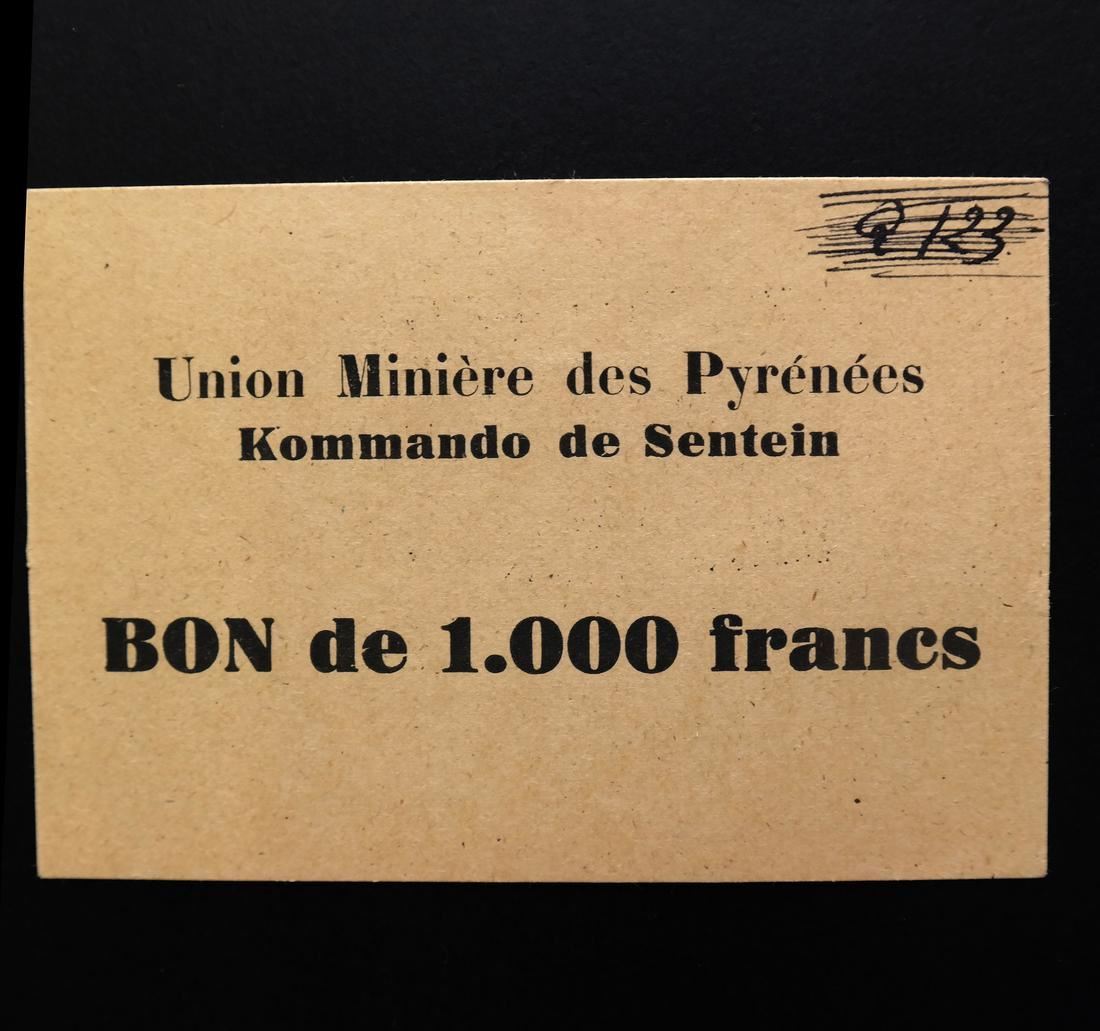 Union Minière des Pyrénées
Kommando de Sentein
BON de 1.000 francs